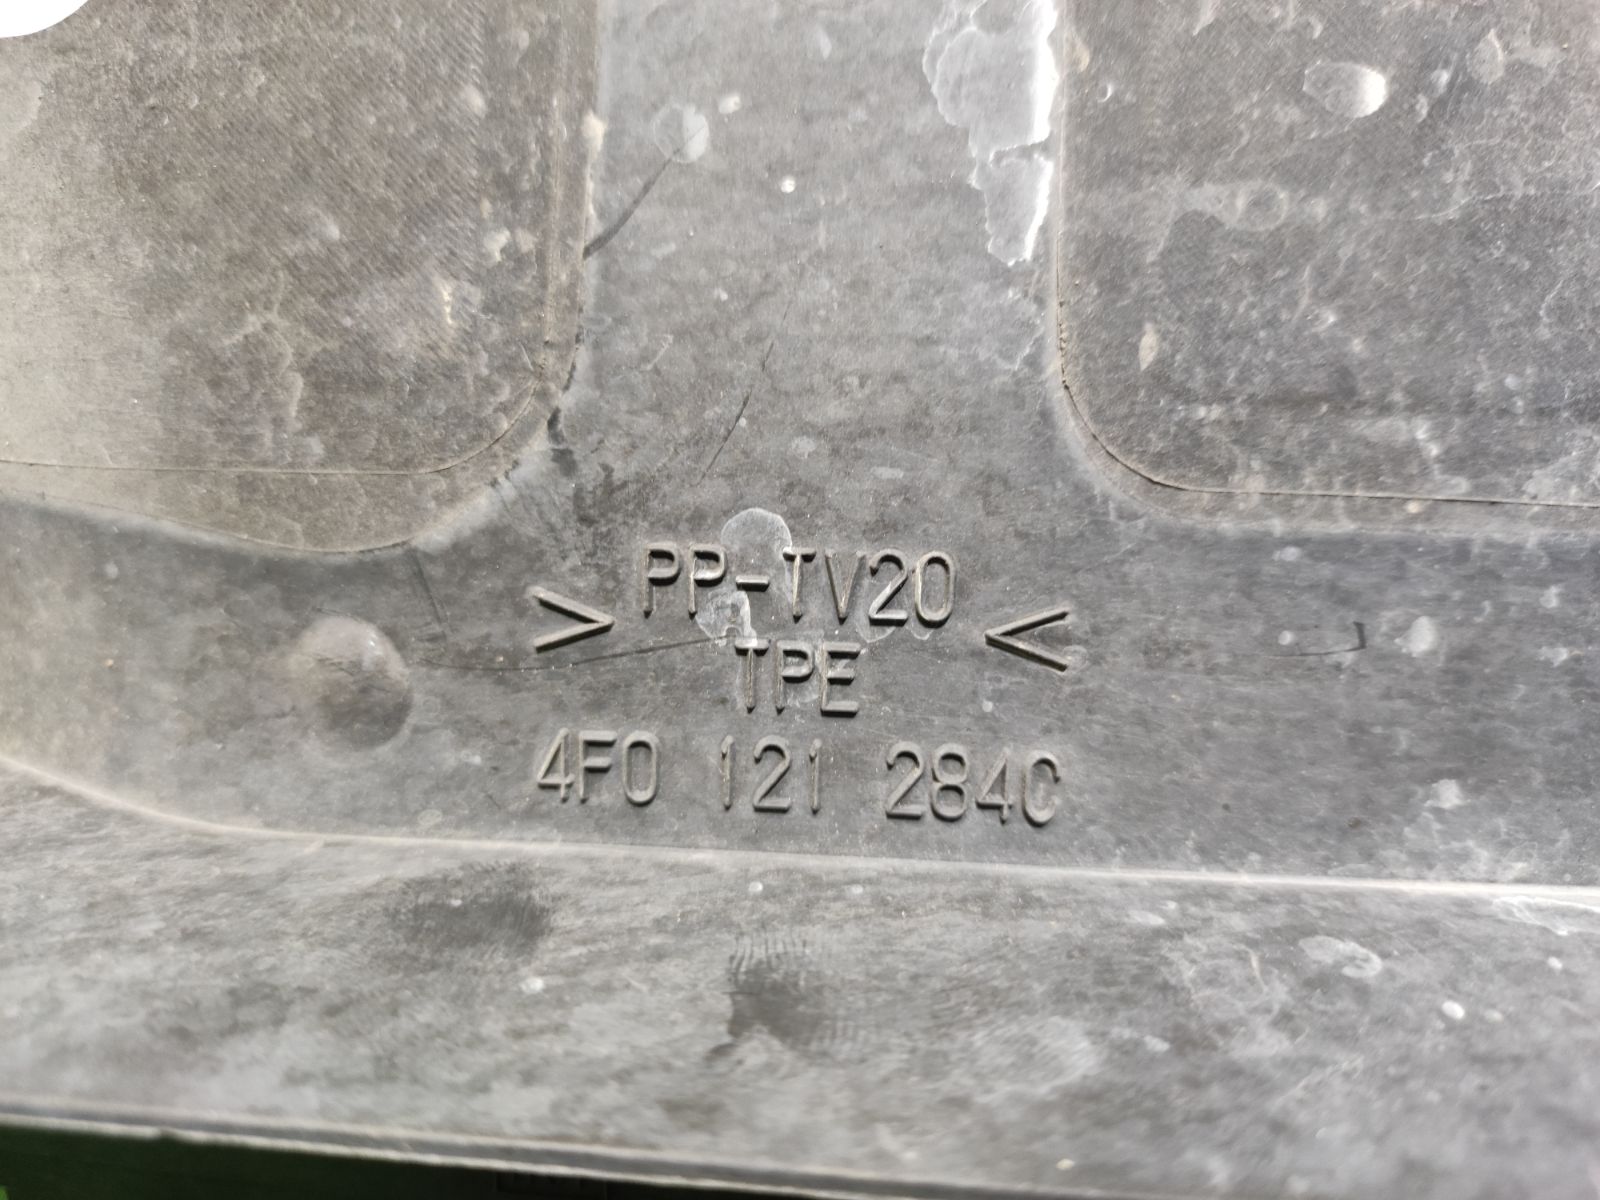 > PP-TV20 <
TPE
4F0 121 284C